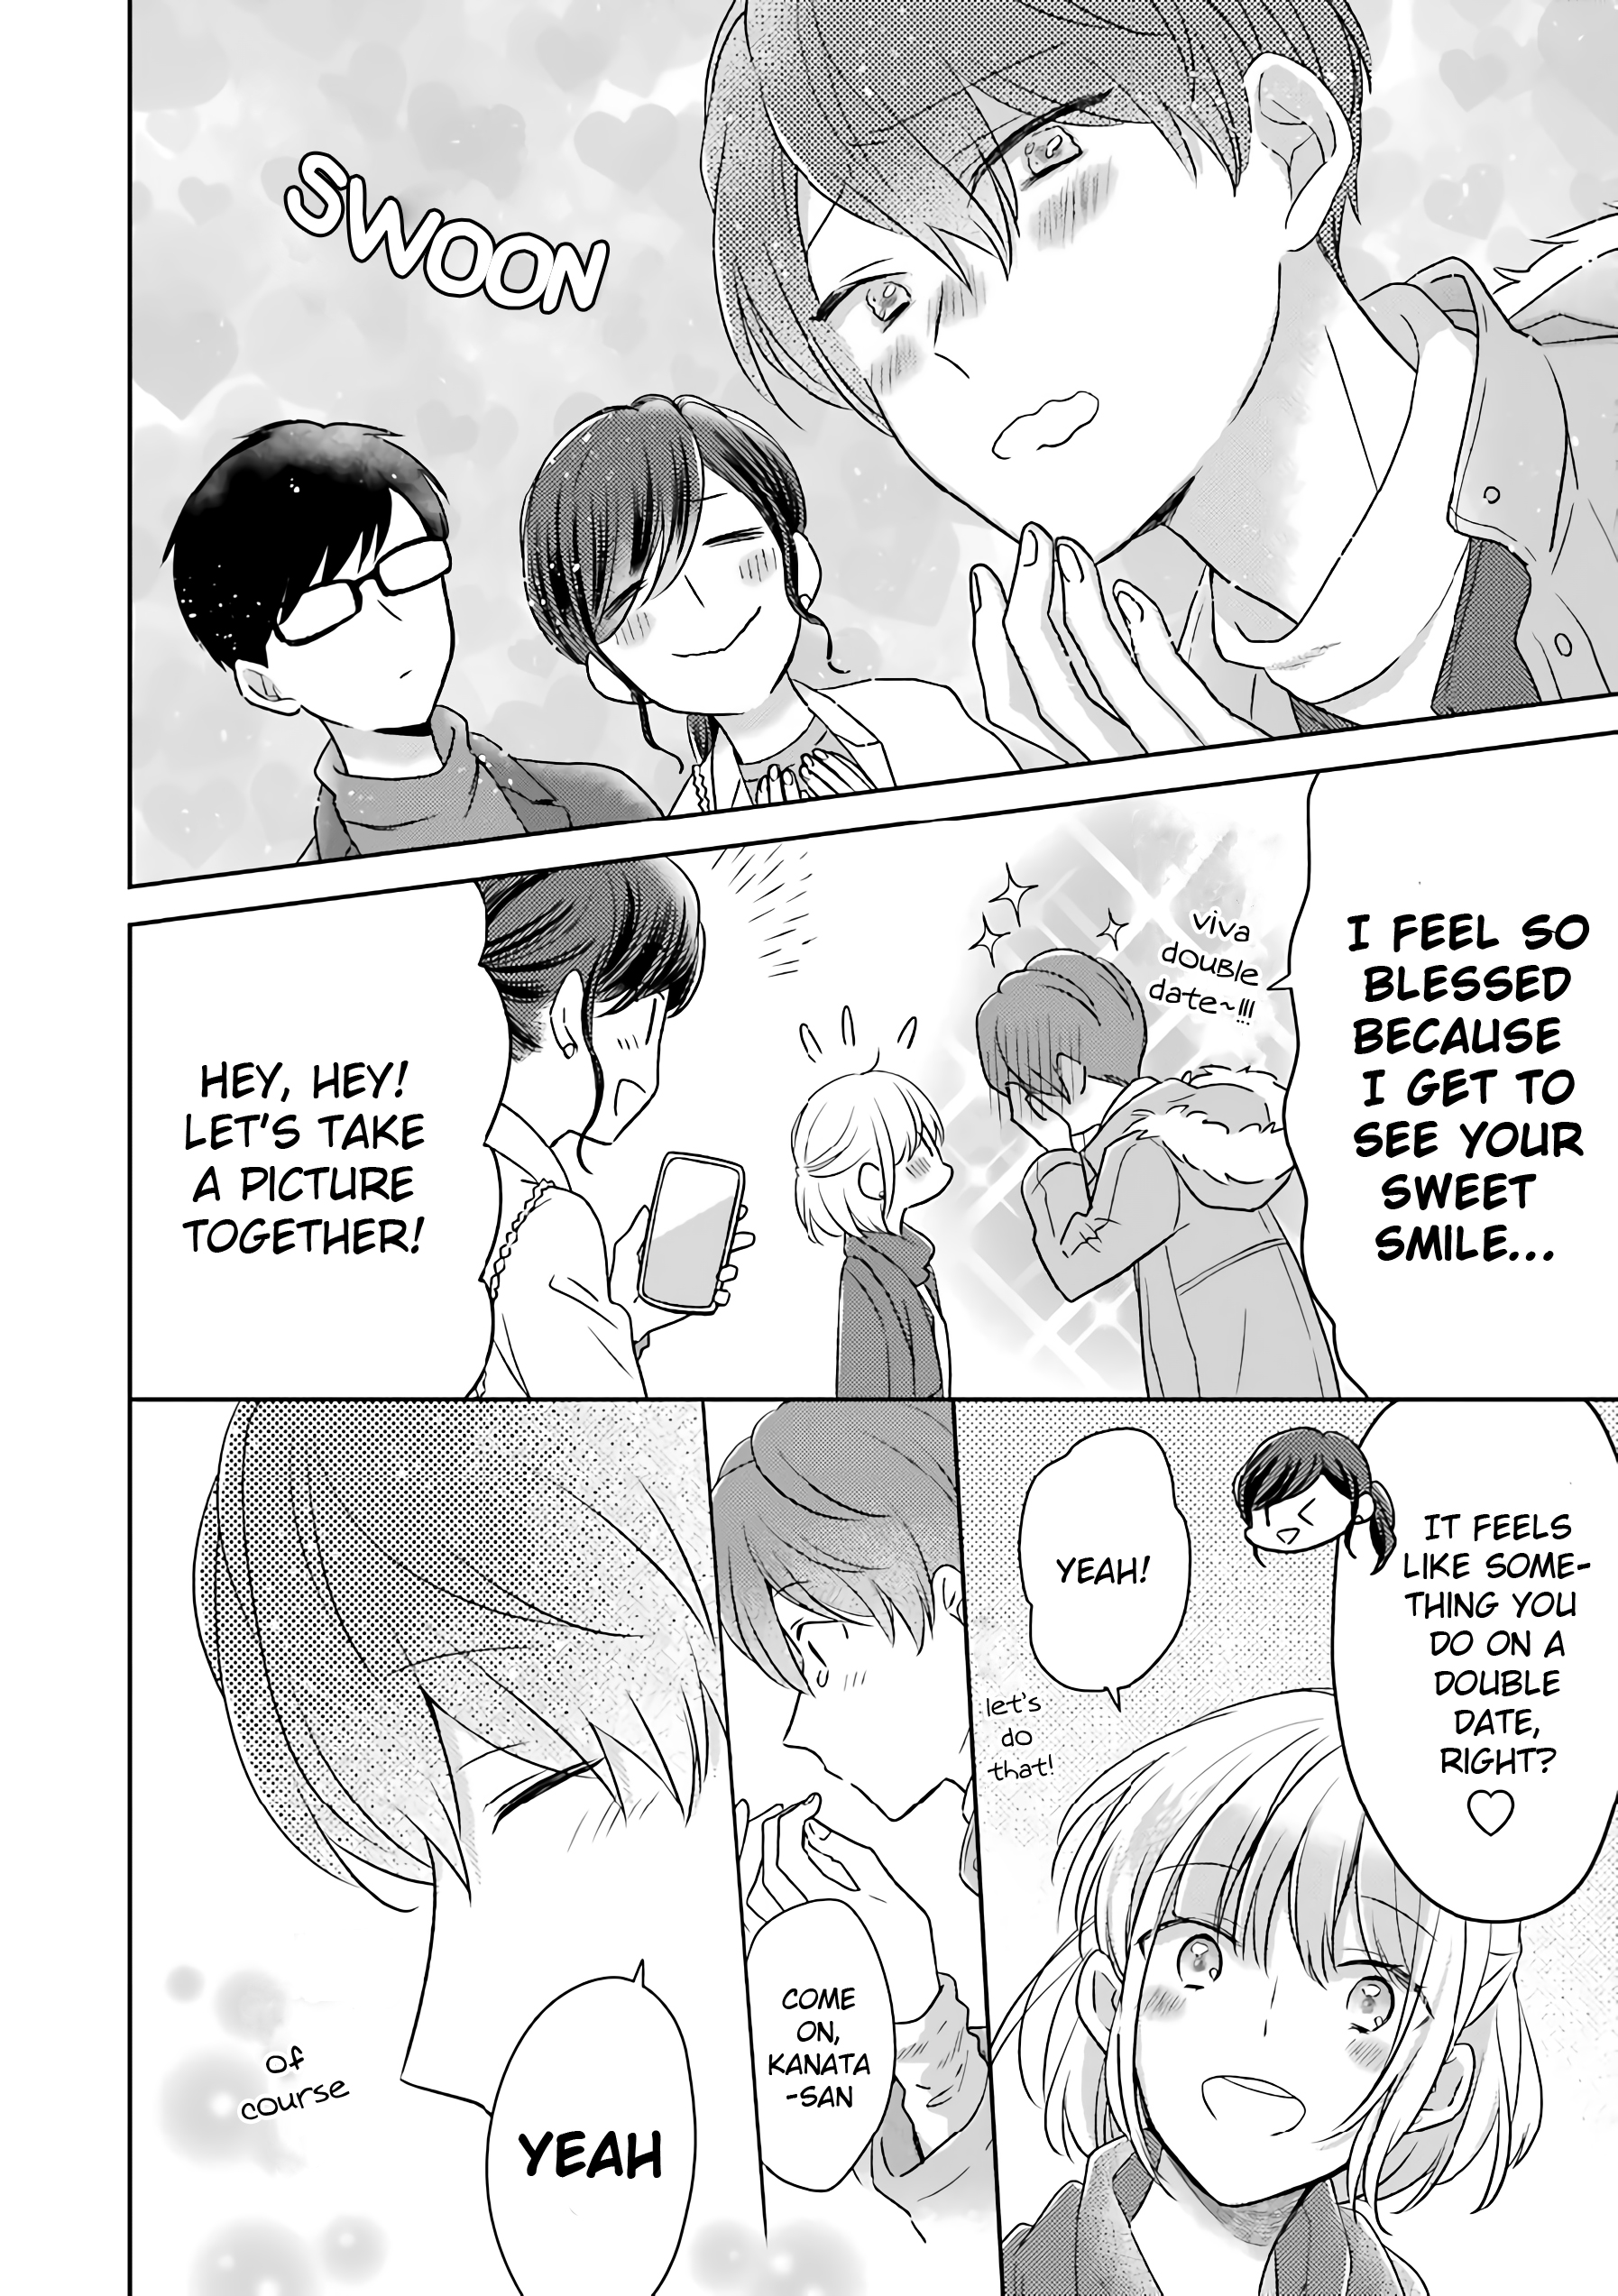 SWOON
I FEEL SO
BLESSED
BECAUSE
I GET TO
SEE YOUR
SWEET
SMILE...
viva
double
date~!!!
HEY, HEY!
LET'S TAKE
A PICTURE
TOGETHER!
IT FEELS
LIKE SOME-
THING YOU
DO ON A
DOUBLE
DATE,
RIGHT?
♡
YEAH!
let's
do
that!
COME
ON,
KANATA
-SAN
YEAH
of
course